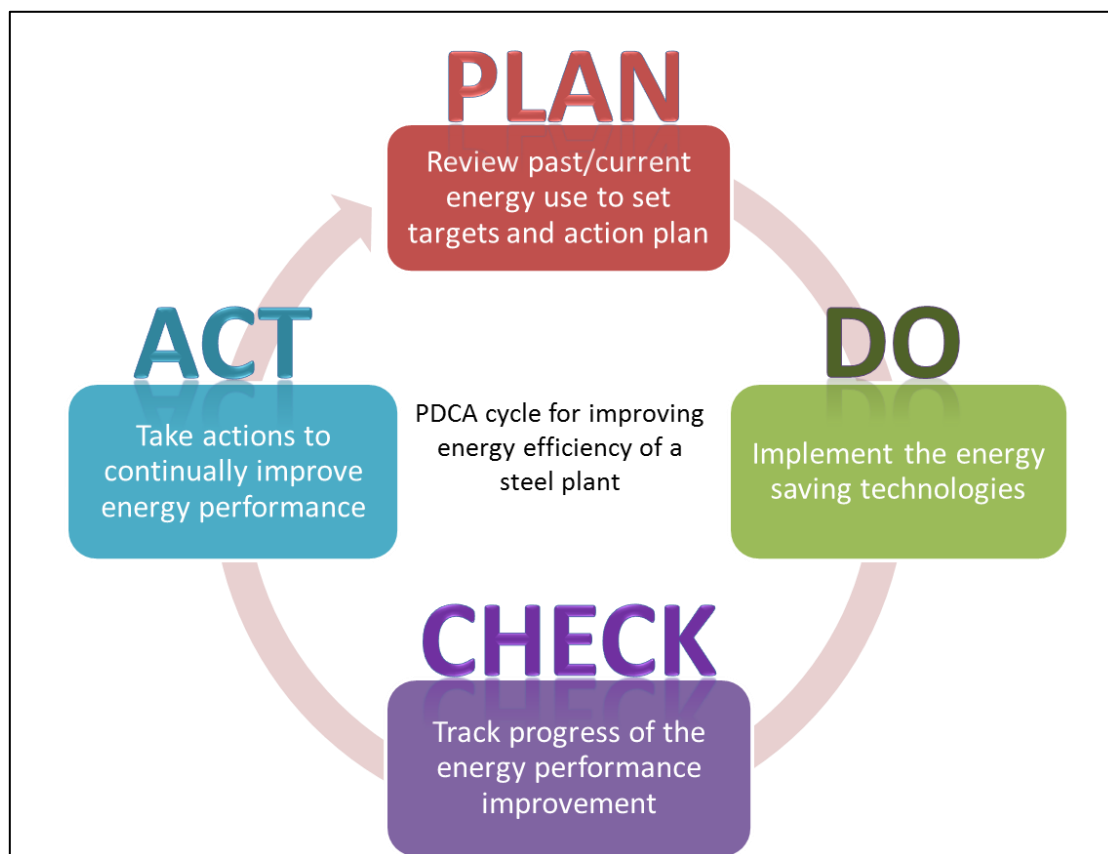 PLAN
Review past/current
energy use to set
targets and action plan
ACT
DO
Take actions to
continually improve
energy performance
PDCA cycle for improving
energy efficiency of a
steel plant
Implement the energy
saving technologies
CHECK
Track progress of the
energy performance
improvement